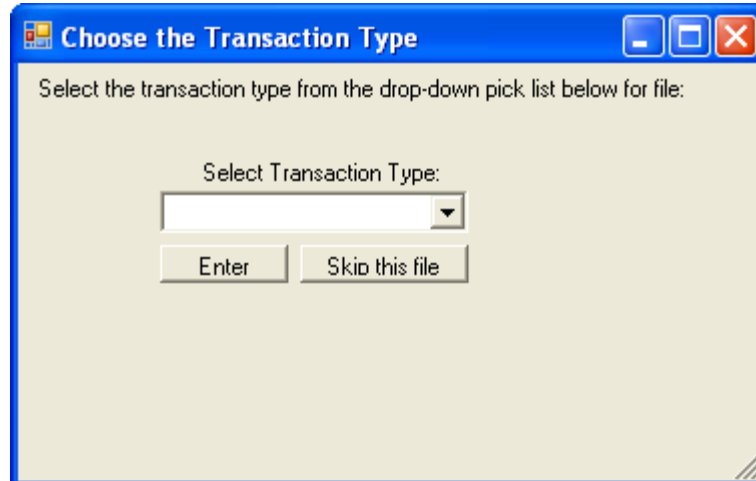 Choose the Transaction Type
Select the transaction type from the drop-down pick list below for file:
Select Transaction Type:
Enter
Skip this file